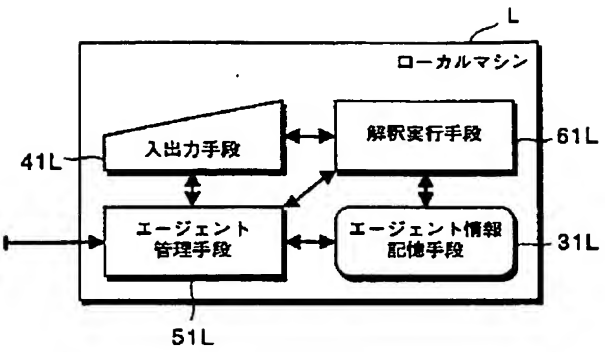 L
ローカルマシン
入出力手段
解釈実行手段
41L
61L
エージェント
管理手段
エージェント情報
記憶手段
31L
51L